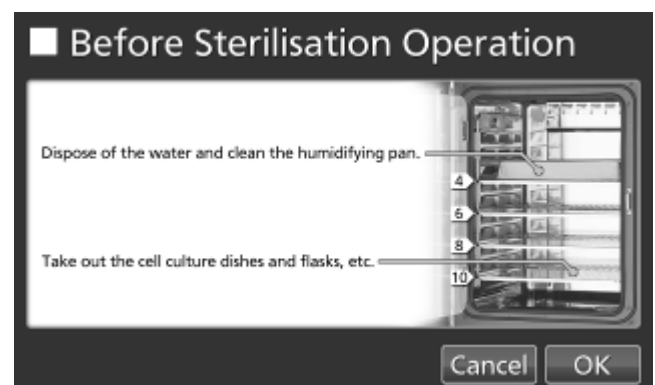 Before Sterilisation Operation
Dispose of the water and clean the humidifying pan.
4
6
8
Take out the cell culture dishes and flasks, etc.
10
Cancel OK